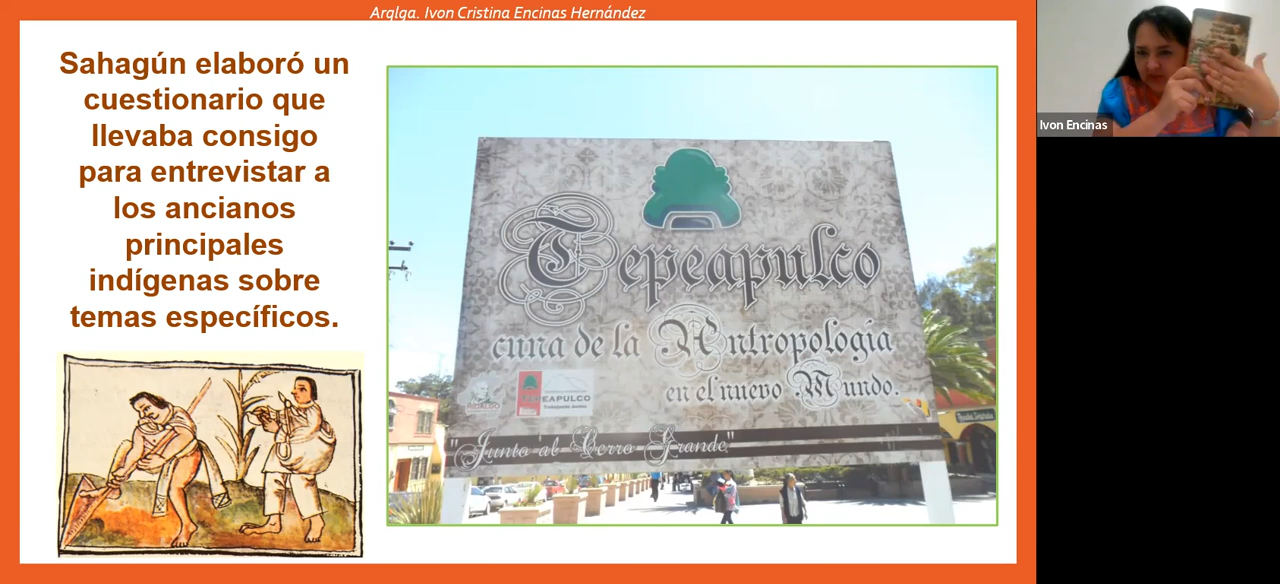 Arqlga. Ivon Cristina Encinas Hernández
Sahagún elaboró un
cuestionario que
llevaba consigo
para entrevistar a
los ancianos
principales
indígenas sobre
temas específicos.
Tepeapulco
cuna de la Antropología
en el nuevo Mundo.
HIDALGO
TEPEAPULCO
Trabajando Juntos
"Junto al Cerro Grande"
Ivon Encinas